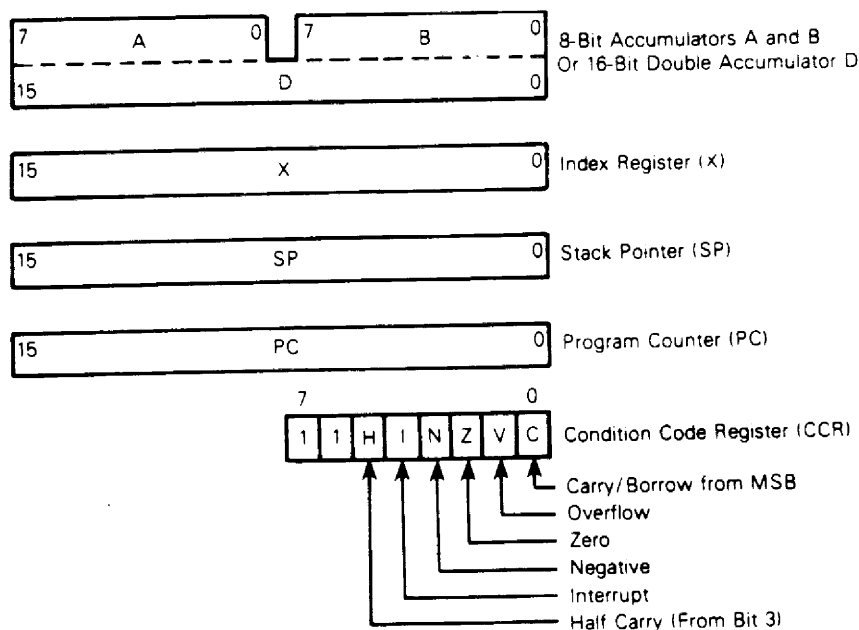 7 A 0 7 B 0 8-Bit Accumulators A and B
15 D 0 Or 16-Bit Double Accumulator D
15 X 0 Index Register (X)
15 SP 0 Stack Pointer (SP)
15 PC 0 Program Counter (PC)
7 0
1 1 H I N Z V C Condition Code Register (CCR)
Carry/Borrow from MSB
Overflow
Zero
Negative
Interrupt
Half Carry (From Bit 3)